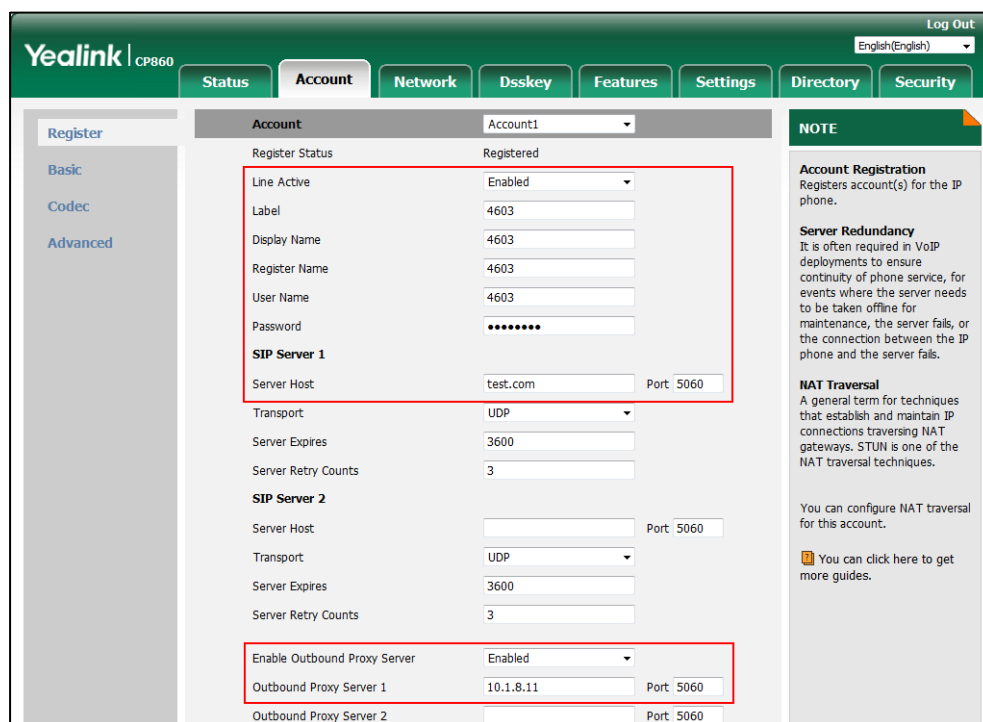 Log Out
Yealink CP860
English(English)
Status Account Network Dsskey Features Settings Directory Security
Register
Basic
Codec
Advanced
Account Account1
Register Status Registered
Line Active Enabled
Label 4603
Display Name 4603
Register Name 4603
User Name 4603
Password ••••••••
SIP Server 1
Server Host test.com Port 5060
Transport UDP
Server Expires 3600
Server Retry Counts 3
SIP Server 2
Server Host Port 5060
Transport UDP
Server Expires 3600
Server Retry Counts 3
Enable Outbound Proxy Server Enabled
Outbound Proxy Server 1 10.1.8.11 Port 5060
Outbound Proxy Server 2 Port 5060
NOTE
Account Registration
Registers account(s) for the IP
phone.
Server Redundancy
It is often required in VoIP
deployments to ensure
continuity of phone service, for
events where the server needs
to be taken offline for
maintenance, the server fails, or
the connection between the IP
phone and the server fails.
NAT Traversal
A general term for techniques
that establish and maintain IP
connections traversing NAT
gateways. STUN is one of the
NAT traversal techniques.
You can configure NAT traversal
for this account.
? You can click here to get
more guides.